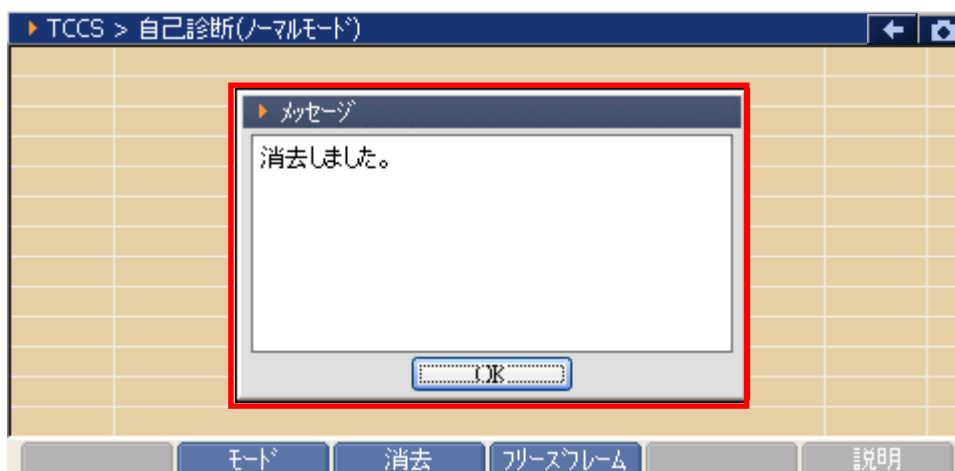 TCCS > 自己診断(ノーマルモード)
メッセージ
消去しました。
OK
モード 消去 フリーズフレーム 説明